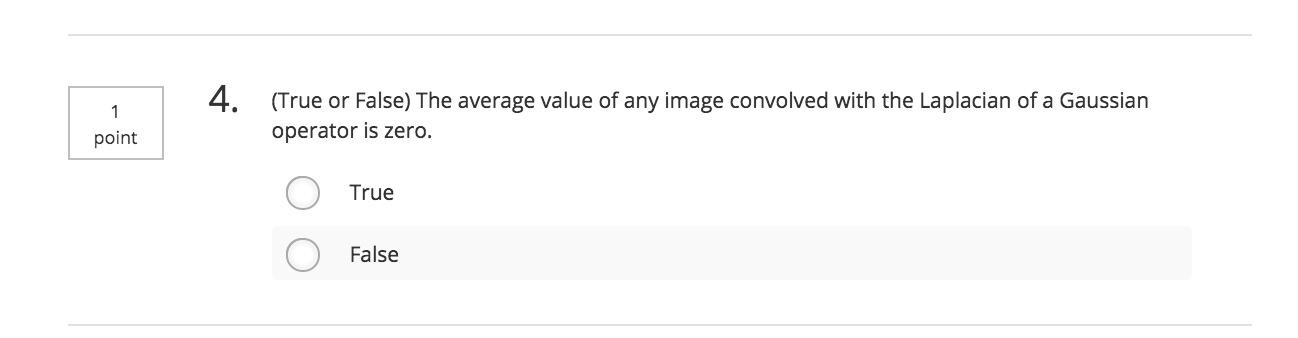 1
point
4.
(True or False) The average value of any image convolved with the Laplacian of a Gaussian
operator is zero.
True
False